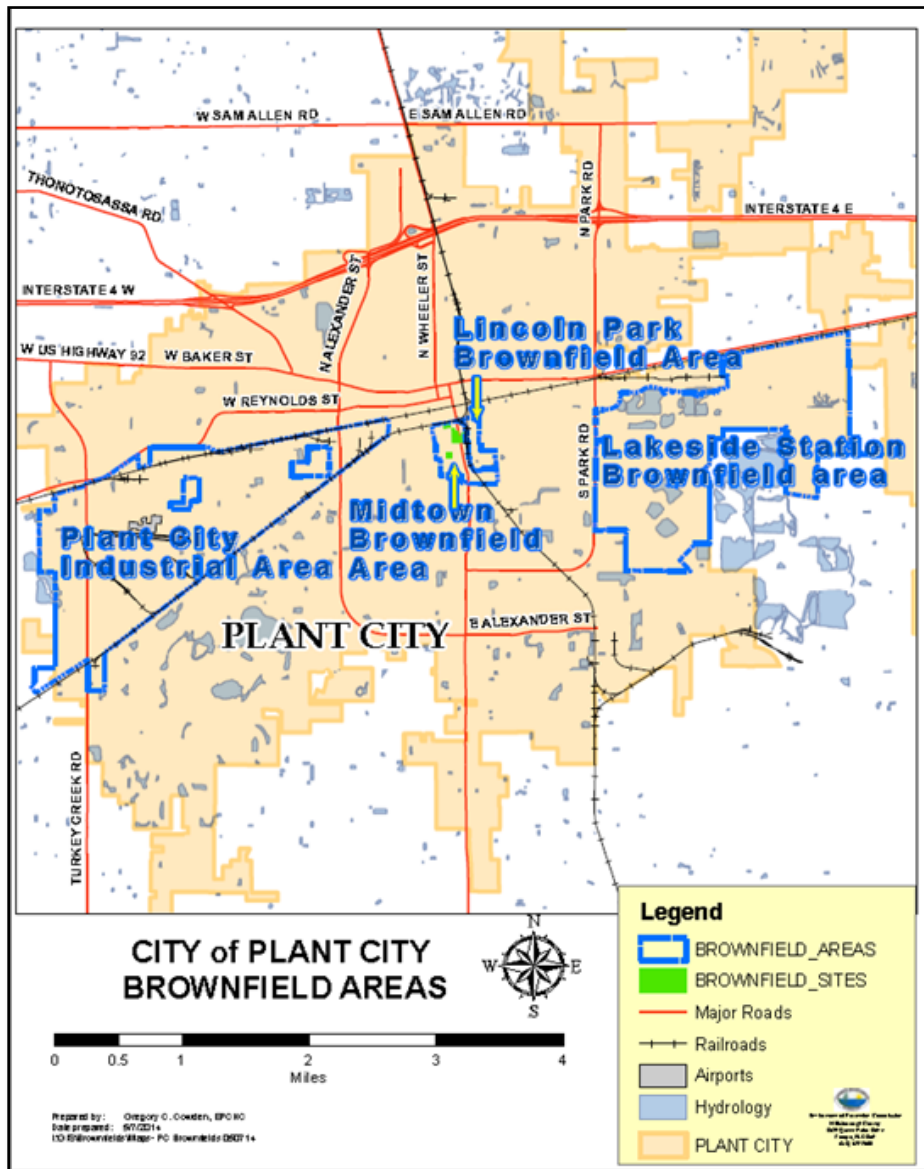 W SAM ALLEN RD
E SAM ALLEN RD
THONOTOSASSA RD
N PARK RD
INTERSTATE 4 E
N ALEXANDER ST
INTERSTATE 4 W
N WHEELER ST
Lincoln Park
Brownfield Area
W US HIGHWAY 92
W BAKER ST
W REYNOLDS ST
S PARK RD
Lakeside Station
Brownfield area
Midtown
Brownfield
Area
Plant City
Industrial Area
PLANT CITY
E ALEXANDER ST
TURKEY CREEK RD
CITY of PLANT CITY
BROWNFIELD AREAS
N
W E
S
0 0.5 1 2 3 4
Miles
Prepared by: Gregory C. Cowden, EPCHC
Date prepared:
Legend
BROWNFIELD_AREAS
BROWNFIELD_SITES
Major Roads
Railroads
Airports
Hydrology
PLANT CITY